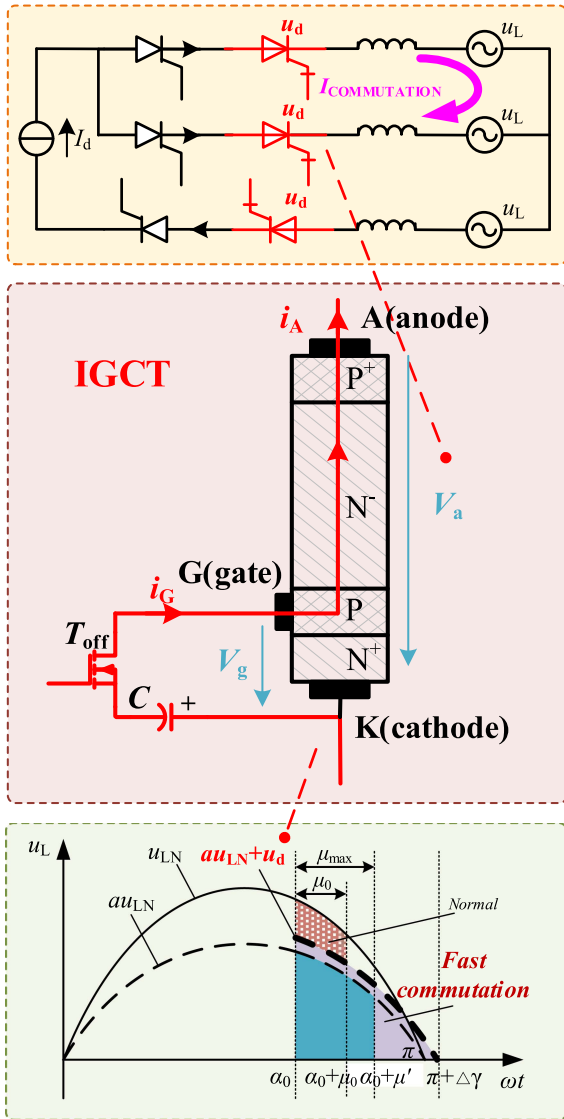 u_d
u_L
I_COMMUTATION
I_d
u_d
u_L
u_d
u_L
i_A
A(anode)
IGCT
P⁺
N⁻
V_a
G(gate)
i_G
P
T_off
V_g
N⁺
C
+
K(cathode)
u_L
u_LN
au_LN+u_d
μ_max
μ_0
Normal
au_LN
Fast
commutation
π
α_0
α_0+μ_0
α_0+μ'
π+△γ
ωt